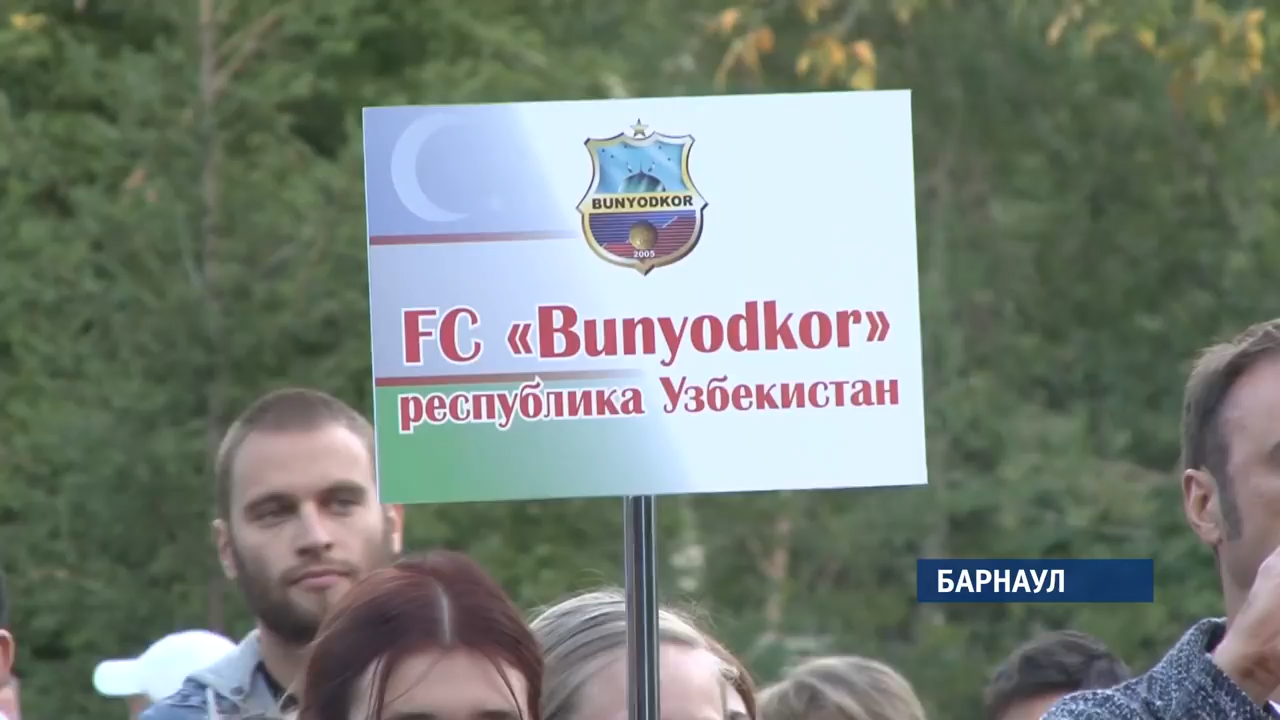 BUNYODKOR
2005
FC «Bunyodkor»
республика Узбекистан
БАРНАУЛ